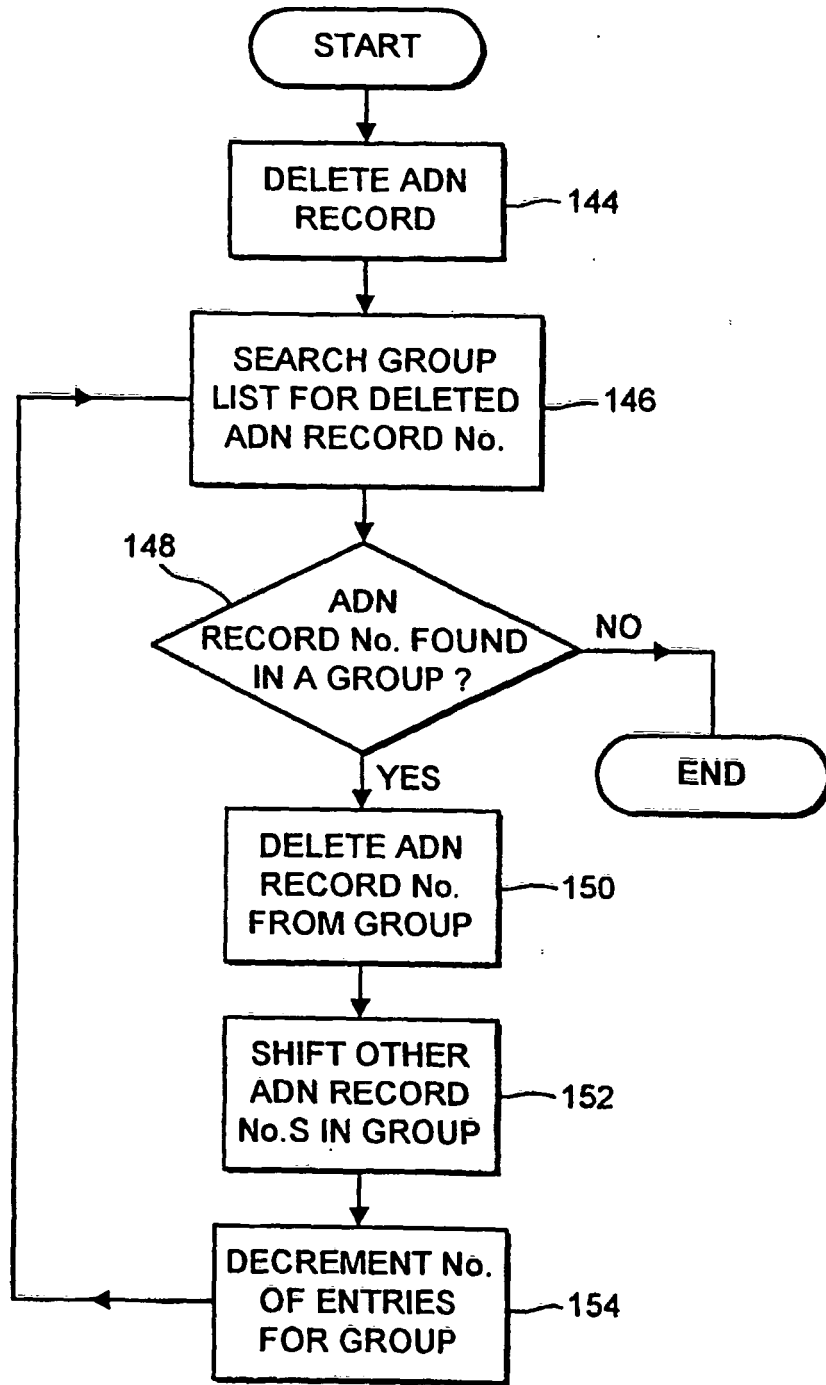 START
DELETE ADN
RECORD
144
SEARCH GROUP
LIST FOR DELETED
ADN RECORD No.
146
148
ADN
RECORD No. FOUND
IN A GROUP ?
NO
END
YES
DELETE ADN
RECORD No.
FROM GROUP
150
SHIFT OTHER
ADN RECORD
No.S IN GROUP
152
DECREMENT No.
OF ENTRIES
FOR GROUP
154